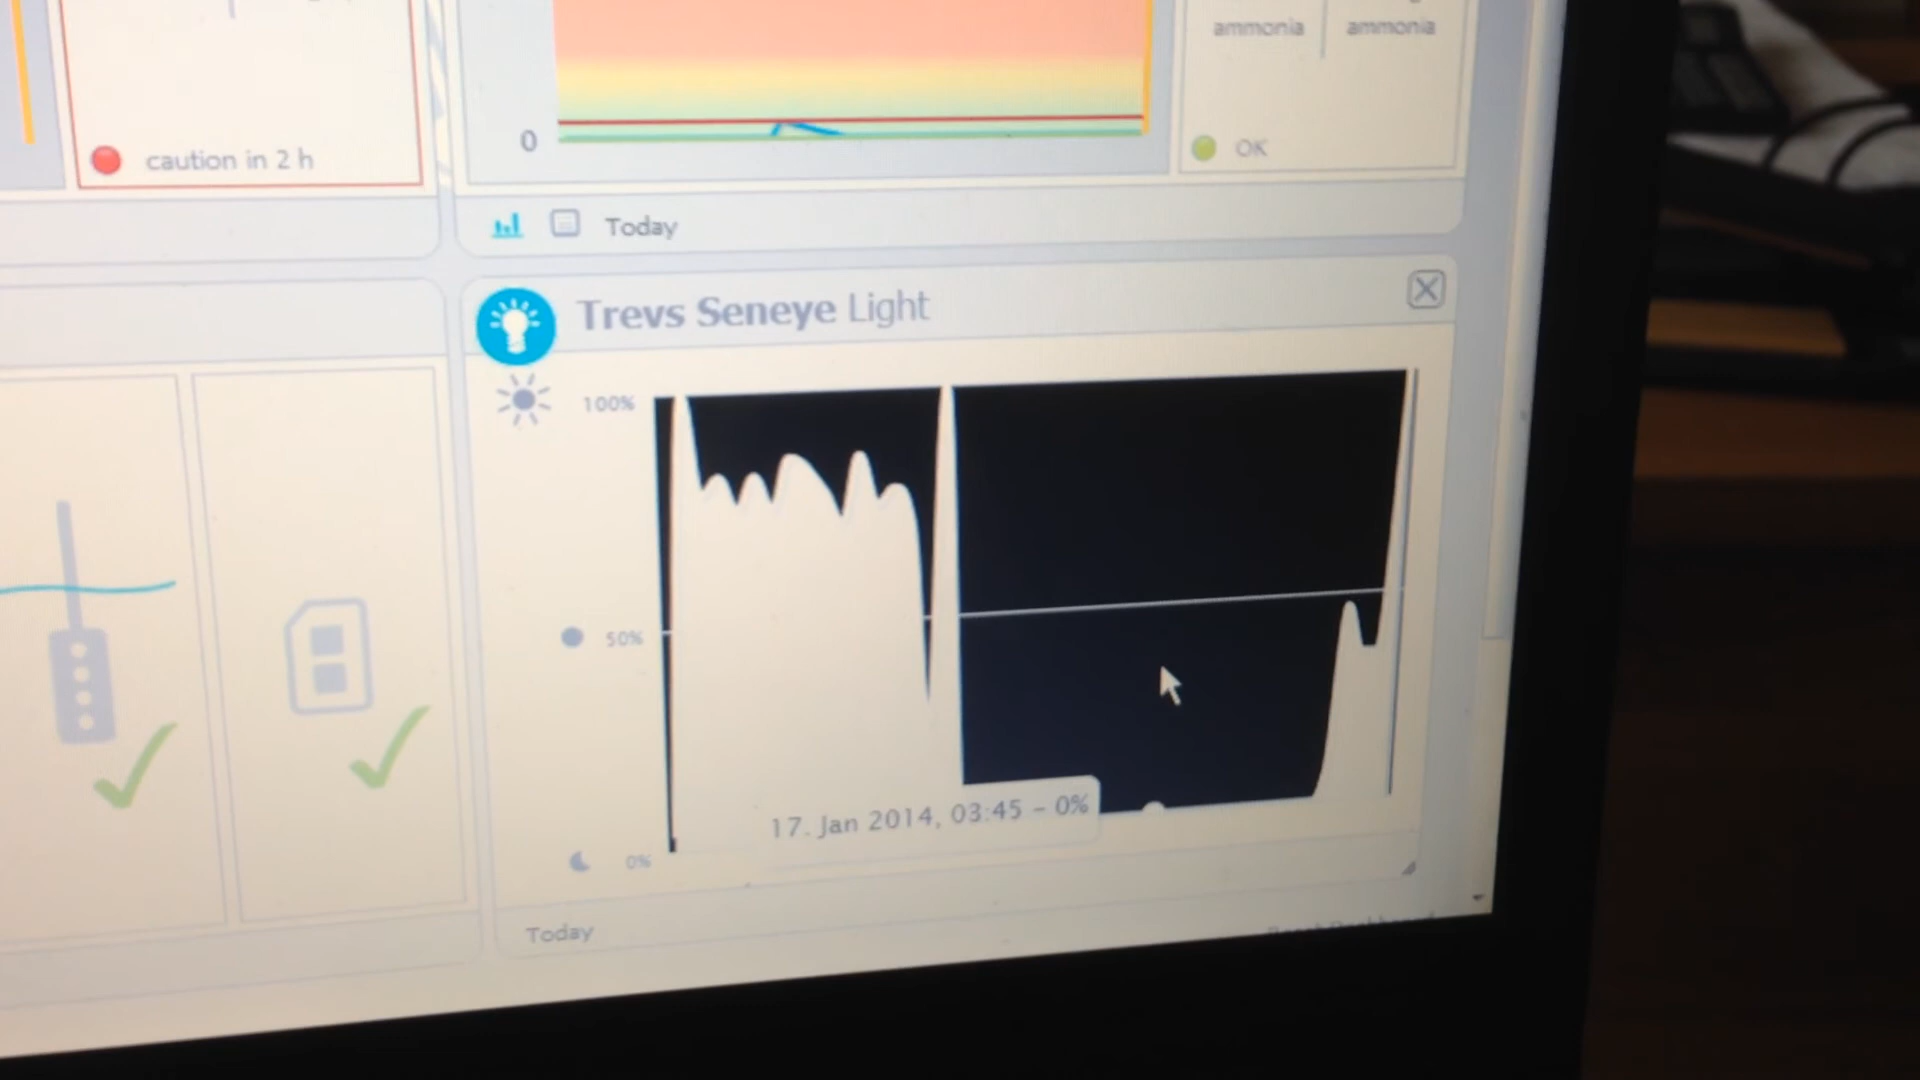 ammonia
ammonia
0
caution in 2 h
OK
Today
Trevs Seneye Light
100%
50%
17. Jan 2014, 03:45 – 0%
0%
Today